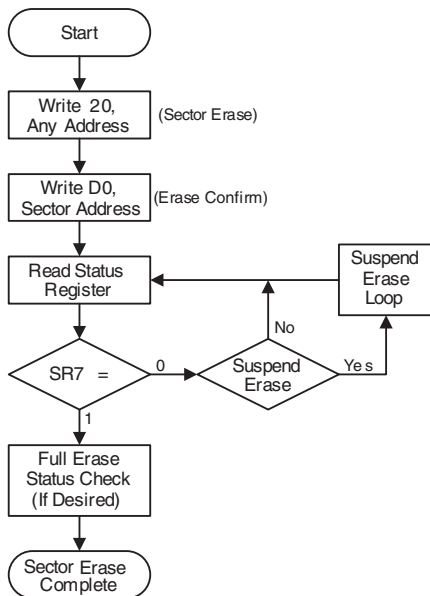 Start
Write 20,
Any Address
(Sector Erase)
Write D0,
Sector Address
(Erase Confirm)
Read Status
Register
Suspend
Erase
Loop
No
SR7 =
0
Suspend
Erase
Yes
1
Full Erase
Status Check
(If Desired)
Sector Erase
Complete